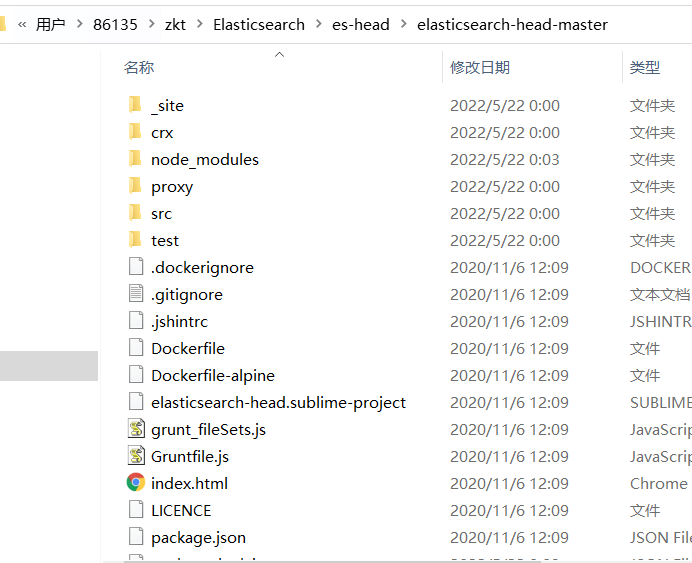 « 用户 > 86135 > zkt > Elasticsearch > es-head > elasticsearch-head-master
名称 修改日期 类型
_site 2022/5/22 0:00 文件夹
crx 2022/5/22 0:00 文件夹
node_modules 2022/5/22 0:03 文件夹
proxy 2022/5/22 0:00 文件夹
src 2022/5/22 0:00 文件夹
test 2022/5/22 0:00 文件夹
.dockerignore 2020/11/6 12:09 DOCKER
.gitignore 2020/11/6 12:09 文本文档
.jshintrc 2020/11/6 12:09 JSHINTR
Dockerfile 2020/11/6 12:09 文件
Dockerfile-alpine 2020/11/6 12:09 文件
elasticsearch-head.sublime-project 2020/11/6 12:09 SUBLIME
grunt_fileSets.js 2020/11/6 12:09 JavaScrip
Gruntfile.js 2020/11/6 12:09 JavaScrip
index.html 2020/11/6 12:09 Chrome
LICENCE 2020/11/6 12:09 文件
package.json 2020/11/6 12:09 JSON File